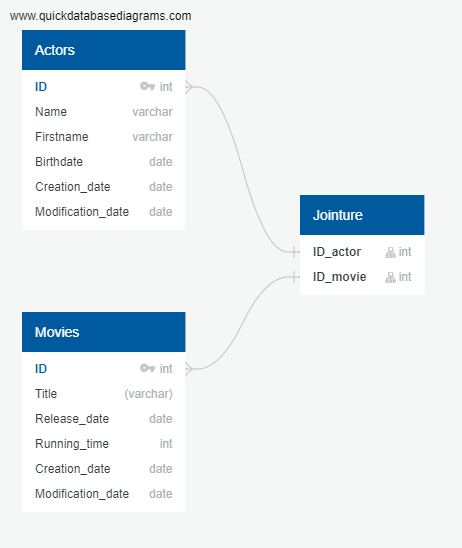 www.quickdatabasediagrams.com
Actors
ID int
Name varchar
Firstname varchar
Birthdate date
Creation_date date
Modification_date date
Jointure
ID_actor int
ID_movie int
Movies
ID int
Title (varchar)
Release_date date
Running_time int
Creation_date date
Modification_date date